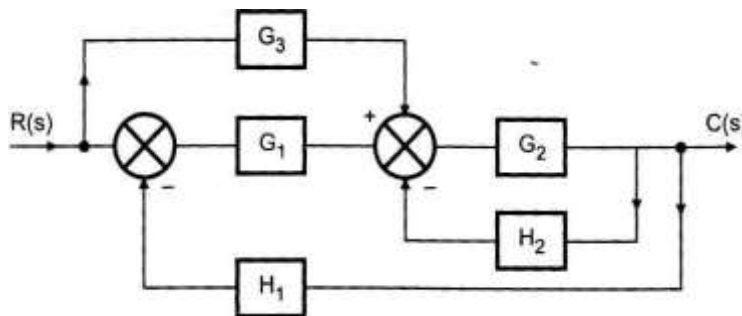 G₃
R(s)
+
G₁
G₂
C(s
−
−
H₂
H₁